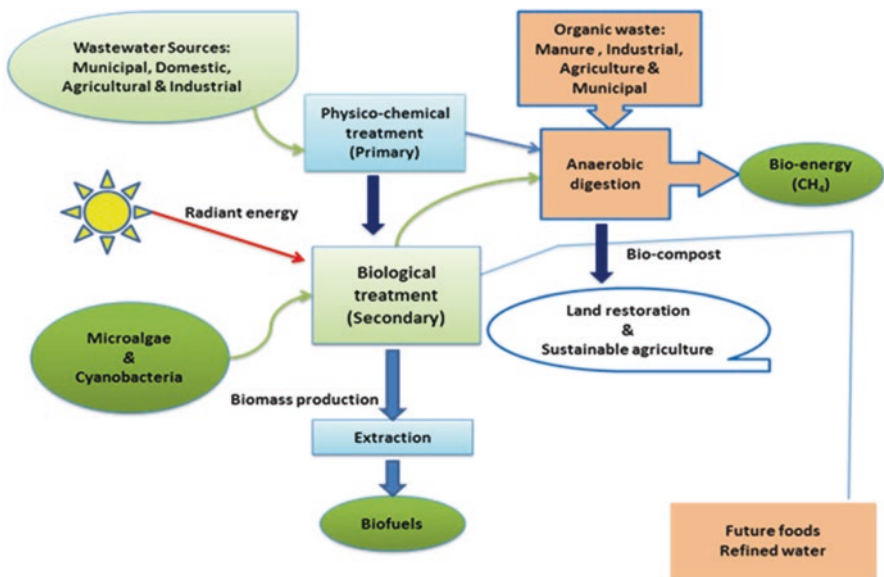 Wastewater Sources:
Municipal, Domestic,
Agricultural & Industrial
Organic waste:
Manure , Industrial,
Agriculture &
Municipal
Physico-chemical
treatment
(Primary)
Anaerobic
digestion
Bio-energy
(CH₄)
Radiant energy
Bio-compost
Biological
treatment
(Secondary)
Land restoration
&
Sustainable agriculture
Microalgae
&
Cyanobacteria
Biomass production
Extraction
Biofuels
Future foods
Refined water